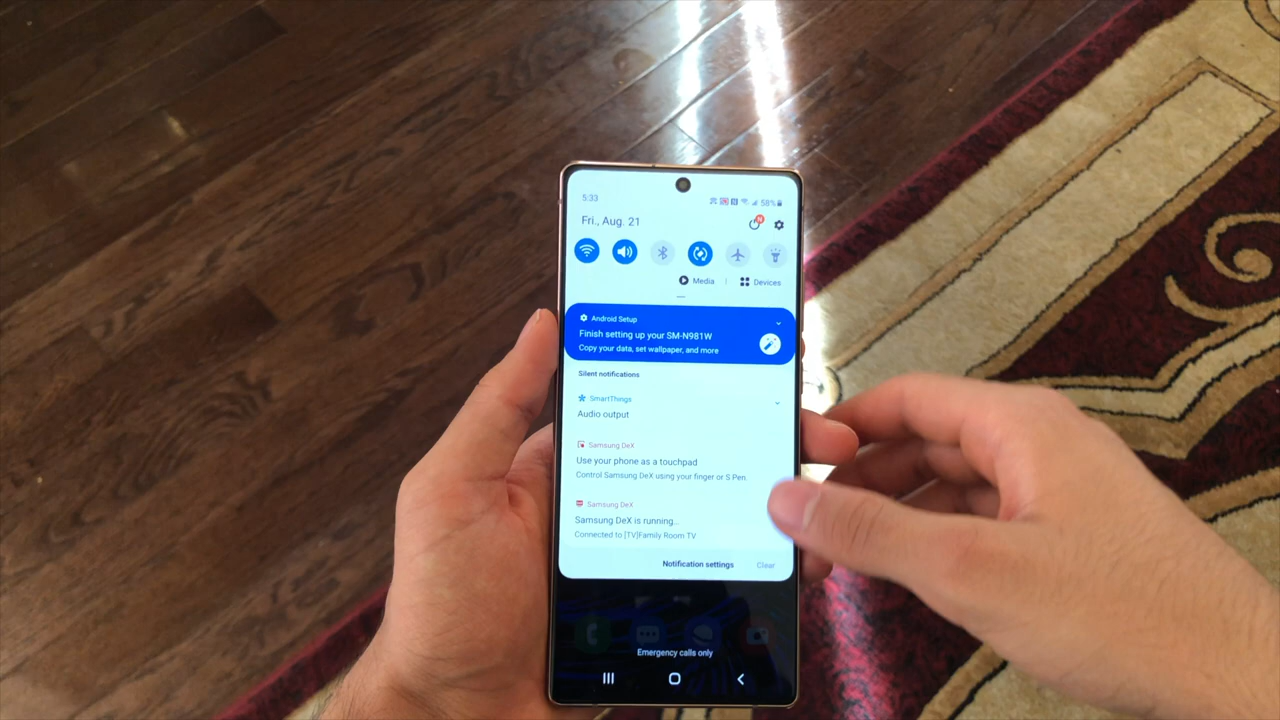 5:33
58%
Fri., Aug. 21
N
Media
Devices
Android Setup
Finish setting up your SM-N981W
Copy your data, set wallpaper, and more
Silent notifications
SmartThings
Audio output
Samsung DeX
Use your phone as a touchpad
Control Samsung DeX using your finger or S Pen.
Samsung DeX
Samsung DeX is running...
Connected to [TV]Family Room TV
Notification settings
Clear
Emergency calls only